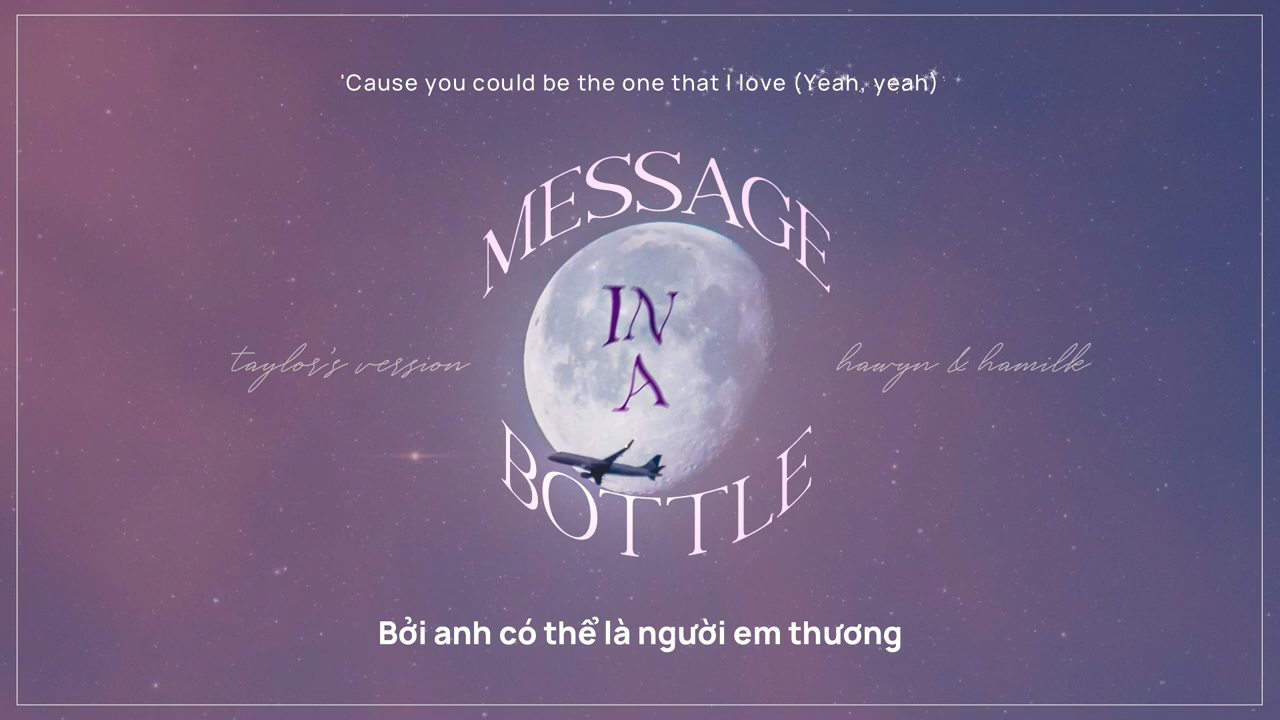 'Cause you could be the one that I love (Yeah, yeah)
MESSAGE
IN
A
taylor's version
hawyn & hamilk
BOTTLE
Bởi anh có thể là người em thương